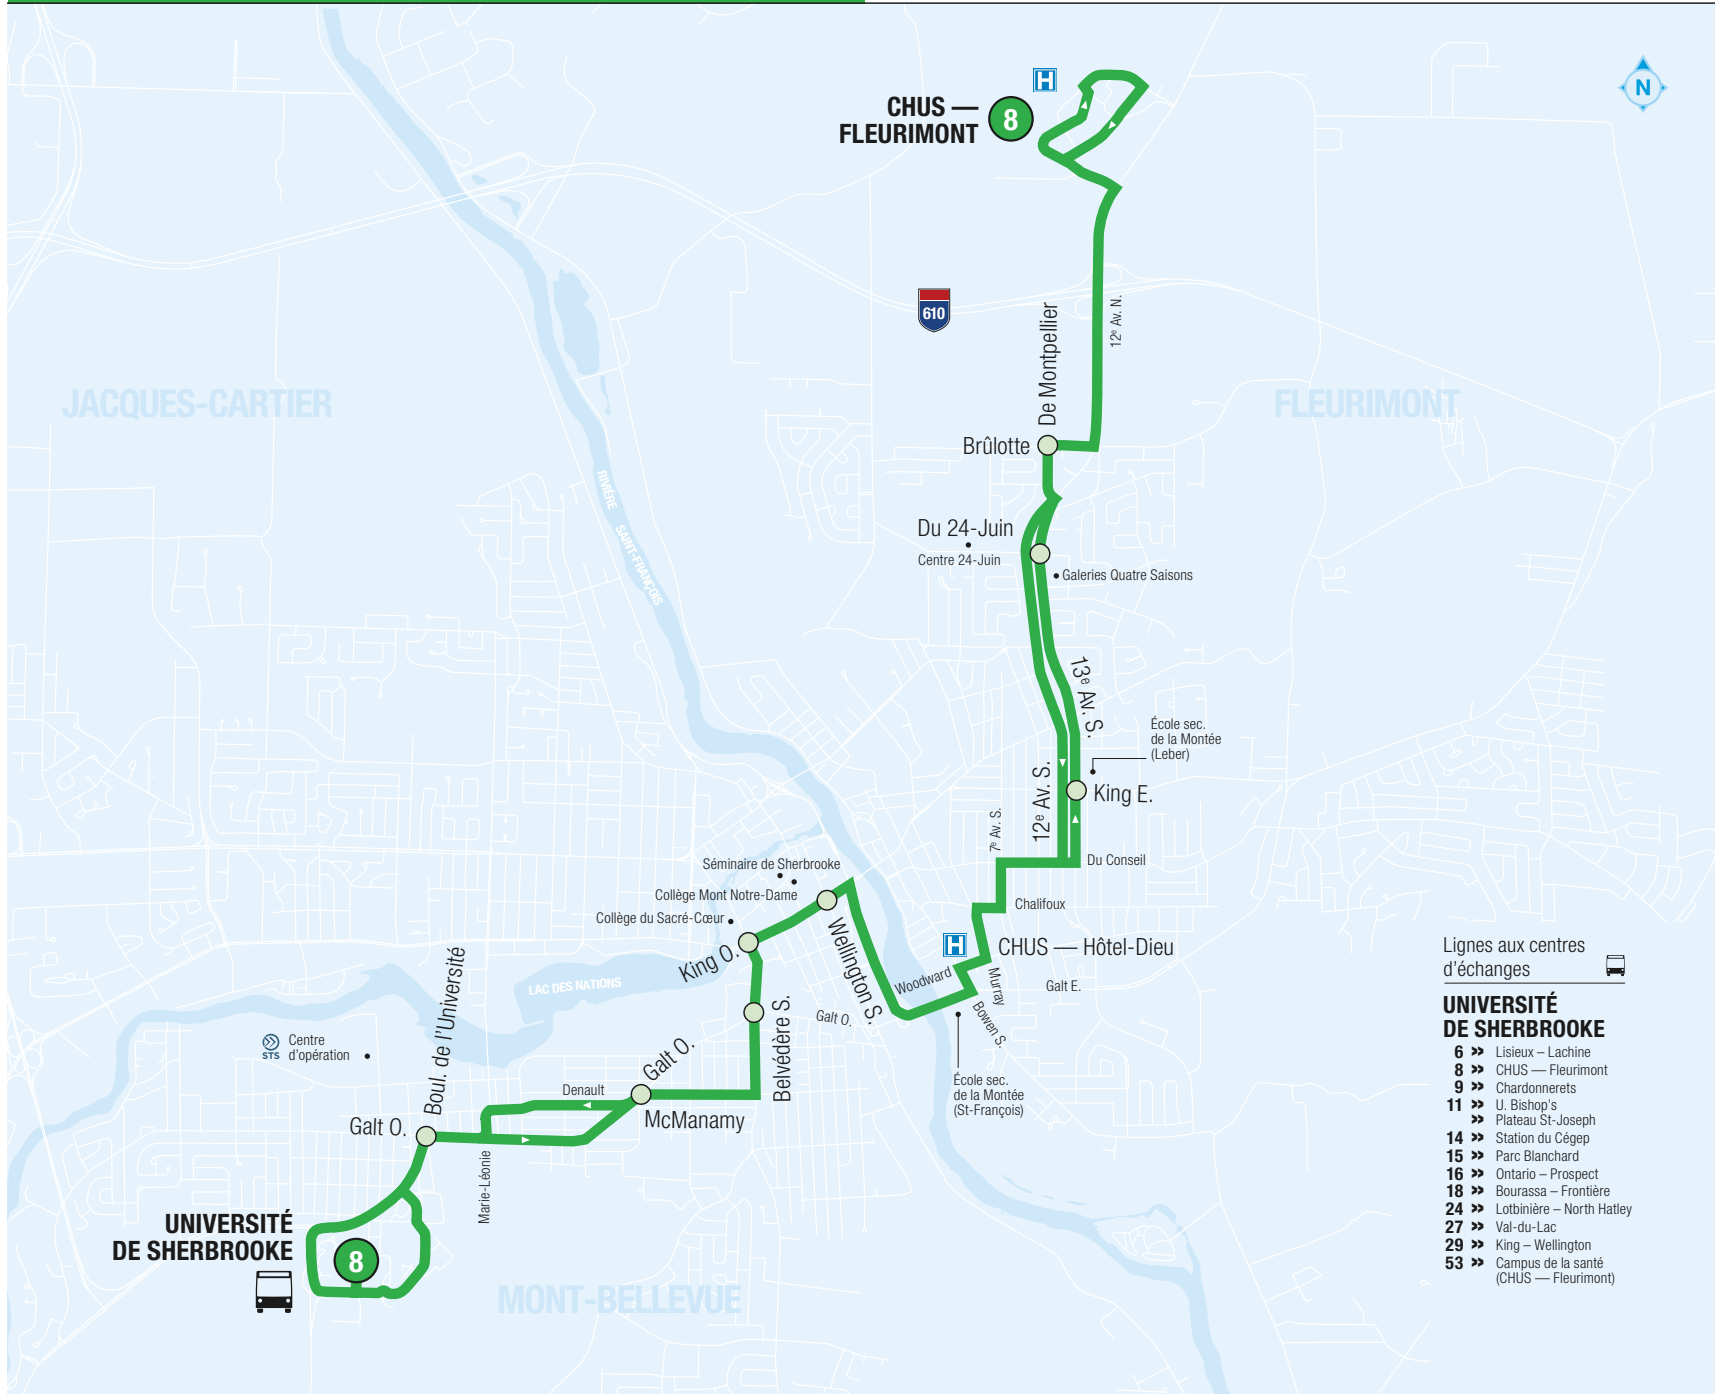 CHUS —
FLEURIMONT
8
N
610
12e Av. N.
De Montpellier
JACQUES-CARTIER
FLEURIMONT
Brûlotte
RIVIÈRE SAINT-FRANÇOIS
Du 24-Juin
Centre 24-Juin
Galeries Quatre Saisons
13e Av. S.
École sec.
de la Montée
(Leber)
12e Av. S.
King E.
7e Av. S.
Du Conseil
Séminaire de Sherbrooke
Collège Mont Notre-Dame
Collège du Sacré-Cœur
Chalifoux
H
H
CHUS — Hôtel-Dieu
King O.
Wellington S.
Woodward
Murray
Galt E.
Bowen S.
LAC DES NATIONS
Galt O.
Belvédère S.
Boul. de l'Université
STS
Centre
d'opération
Galt O.
Denault
McManamy
École sec.
de la Montée
(St-François)
Galt O.
Marie-Léonie
UNIVERSITÉ
DE SHERBROOKE
8
MONT-BELLEVUE
Lignes aux centres
d'échanges
UNIVERSITÉ
DE SHERBROOKE
6 » Lisieux – Lachine
8 » CHUS — Fleurimont
9 » Chardonnerets
11 » U. Bishop's
» Plateau St-Joseph
14 » Station du Cégep
15 » Parc Blanchard
16 » Ontario – Prospect
18 » Bourassa – Frontière
24 » Lotbinière – North Hatley
27 » Val-du-Lac
29 » King – Wellington
53 » Campus de la santé
(CHUS — Fleurimont)